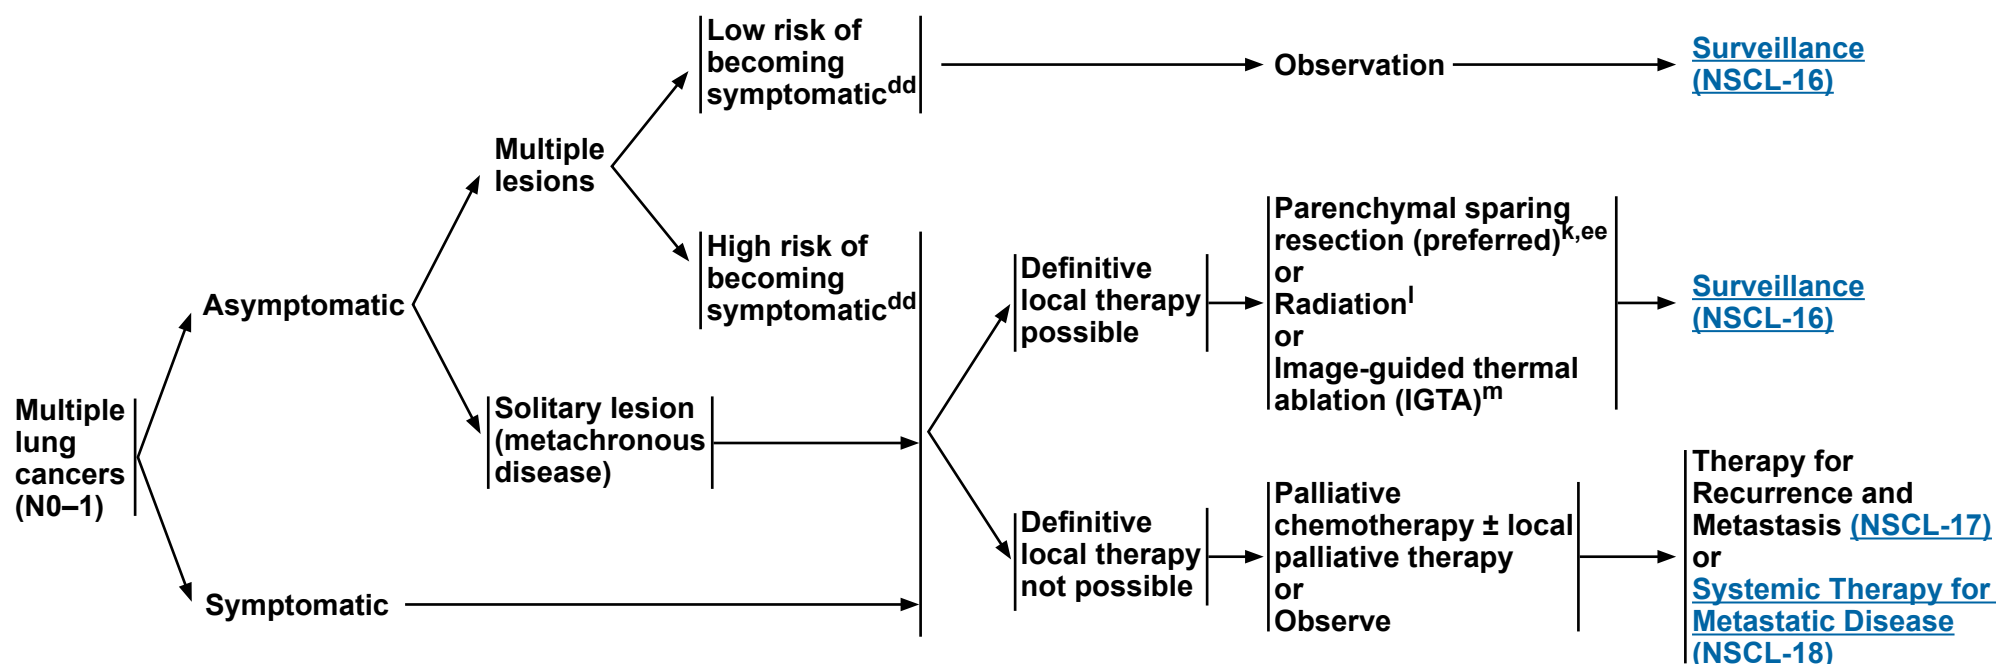 Multiple
lung
cancers
(N0–1)
Asymptomatic
Symptomatic
Multiple
lesions
Solitary lesion
(metachronous
disease)
Low risk of
becoming
symptomaticdd
High risk of
becoming
symptomaticdd
Observation
Surveillance
(NSCL-16)
Definitive
local therapy
possible
Parenchymal sparing
resection (preferred)k,ee
or
Radiationl
or
Image-guided thermal
ablation (IGTA)m
Surveillance
(NSCL-16)
Definitive
local therapy
not possible
Palliative
chemotherapy ± local
palliative therapy
or
Observe
Therapy for
Recurrence and
Metastasis (NSCL-17)
or
Systemic Therapy for
Metastatic Disease
(NSCL-18)